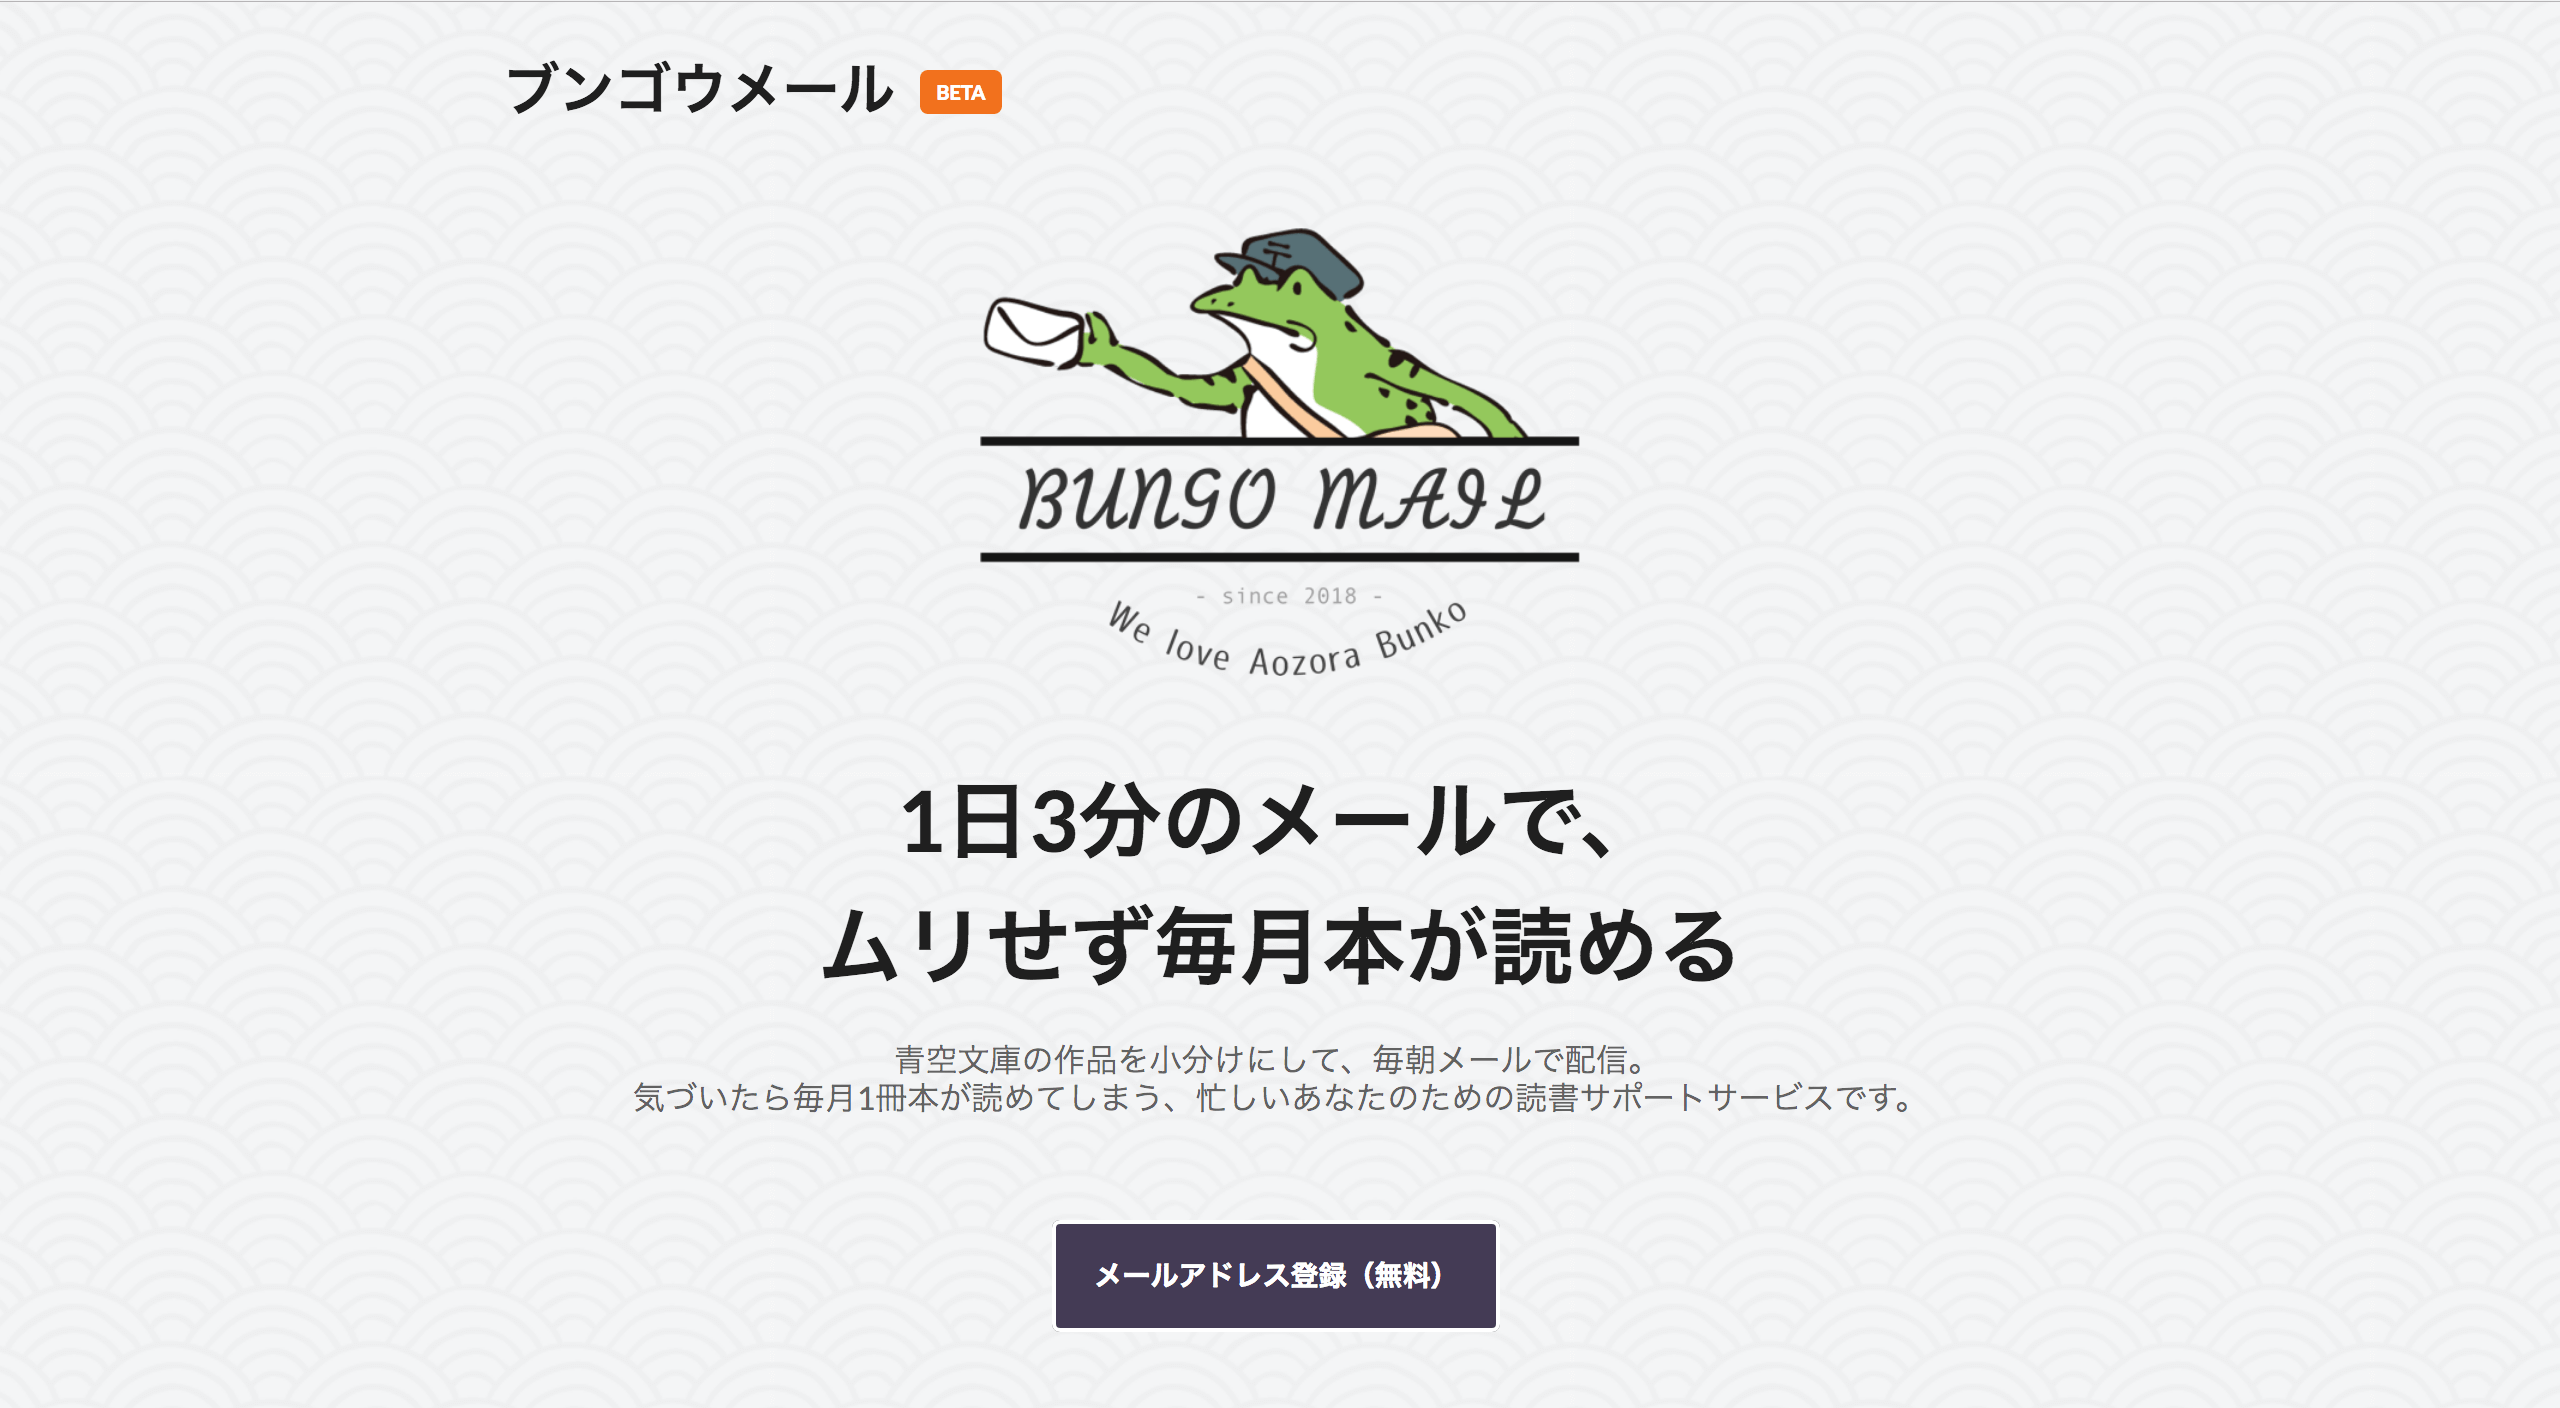 ブンゴウメール BETA
〒
BUNGO MAIL
- since 2018 -
We love Aozora Bunko
1日3分のメールで、
ムリせず毎月本が読める
青空文庫の作品を小分けにして、毎朝メールで配信。
気づいたら毎月1冊本が読めてしまう、忙しいあなたのための読書サポートサービスです。
メールアドレス登録（無料）